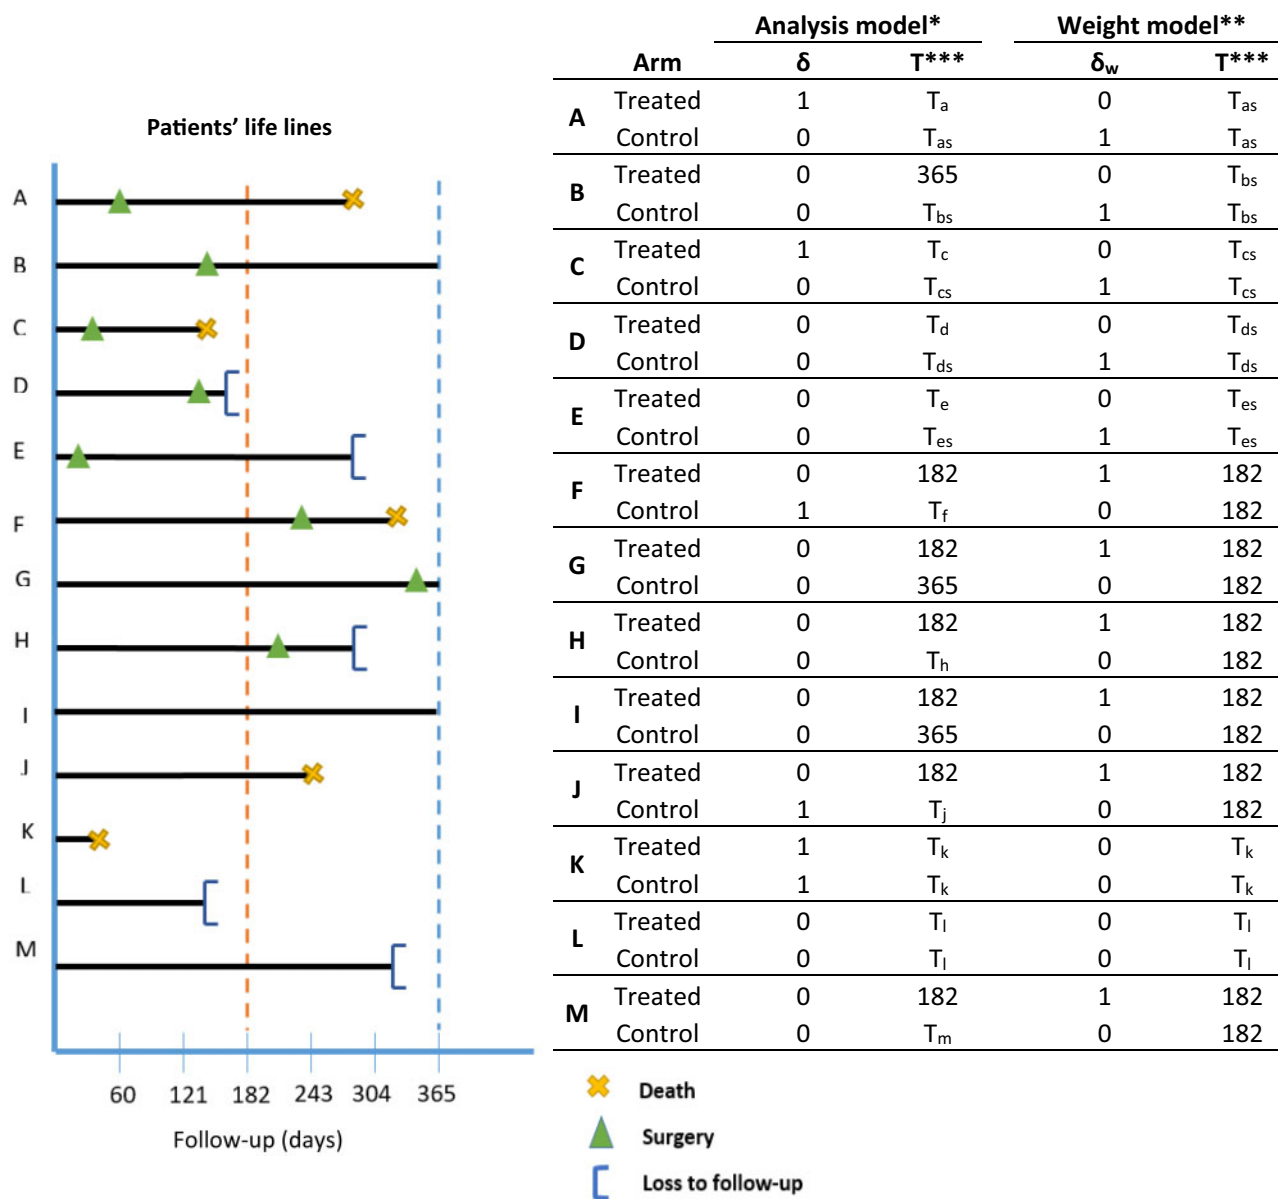 Patients' life lines
A
B
C
D
E
F
G
H
I
J
K
L
M
60 121 182 243 304 365
Follow-up (days)
Analysis model* Weight model**
Arm δ T*** δw T***
A
Treated 1 Ta 0 Tas
Control 0 Tas 1 Tas
B
Treated 0 365 0 Tbs
Control 0 Tbs 1 Tbs
C
Treated 1 Tc 0 Tcs
Control 0 Tcs 1 Tcs
D
Treated 0 Td 0 Tds
Control 0 Tds 1 Tds
E
Treated 0 Te 0 Tes
Control 0 Tes 1 Tes
F
Treated 0 182 1 182
Control 1 Tf 0 182
G
Treated 0 182 1 182
Control 0 365 0 182
H
Treated 0 182 1 182
Control 0 Th 0 182
I
Treated 0 182 1 182
Control 0 365 0 182
J
Treated 0 182 1 182
Control 1 Tj 0 182
K
Treated 1 Tk 0 Tk
Control 1 Tk 0 Tk
L
Treated 0 Tl 0 Tl
Control 0 Tl 0 Tl
M
Treated 0 182 1 182
Control 0 Tm 0 182
Death
Surgery
Loss to follow-up